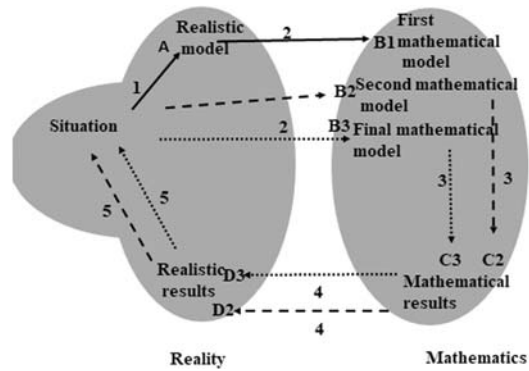 Realistic
A model
2
First
B1 mathematical
model
1
B2 Second mathematical
model
Situation
2
B3 Final mathematical
model
5
5
3
3
C3 C2
Realistic D3
results
Mathematical
results
4
D2
4
Reality
Mathematics